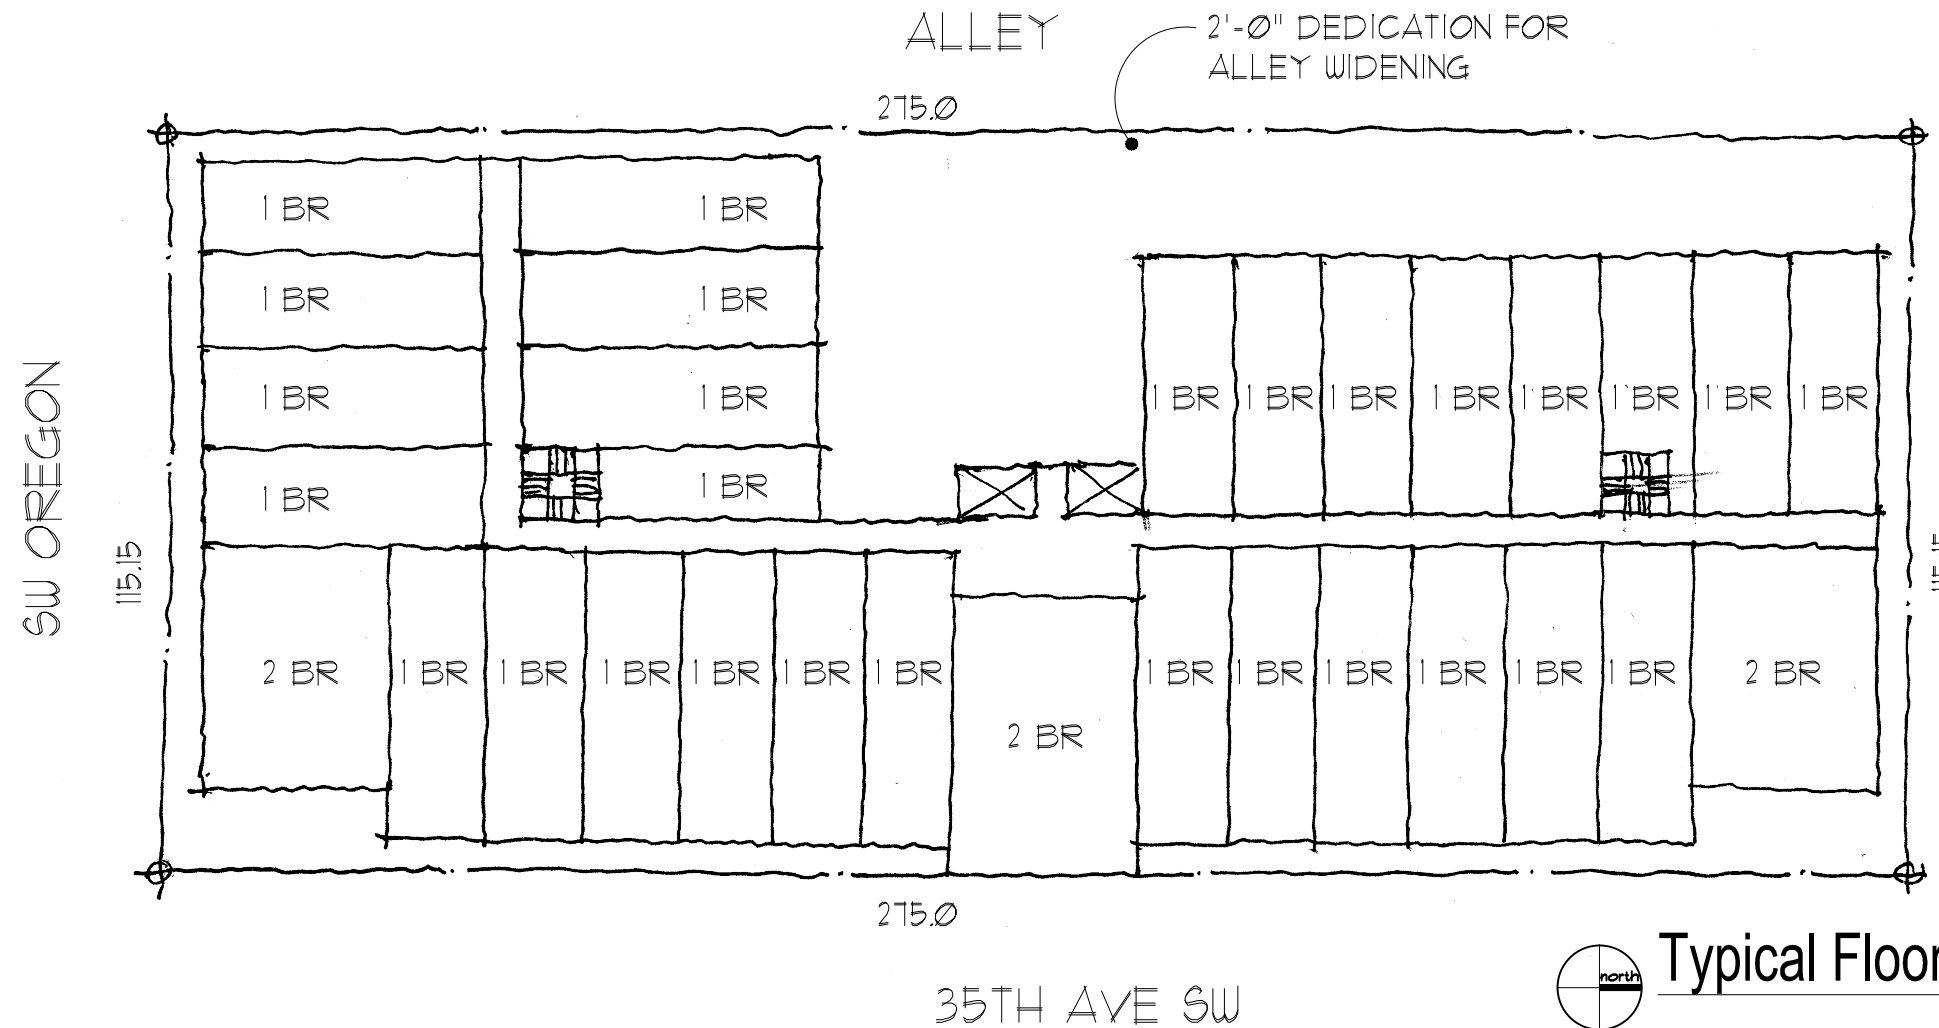 ALLEY
2'-Ø" DEDICATION FOR
ALLEY WIDENING
275.Ø
1 BR 1 BR
1 BR 1 BR
1 BR 1 BR
1 BR 1 BR
1 BR 1 BR 1 BR 1 BR 1 BR 1 BR 1 BR 1 BR
SW OREGON
115.15
115.15
2 BR 1 BR 1 BR 1 BR 1 BR 1 BR 1 BR
2 BR
1 BR 1 BR 1 BR 1 BR 1 BR 1 BR 2 BR
275.Ø
35TH AVE SW
north
Typical Floor